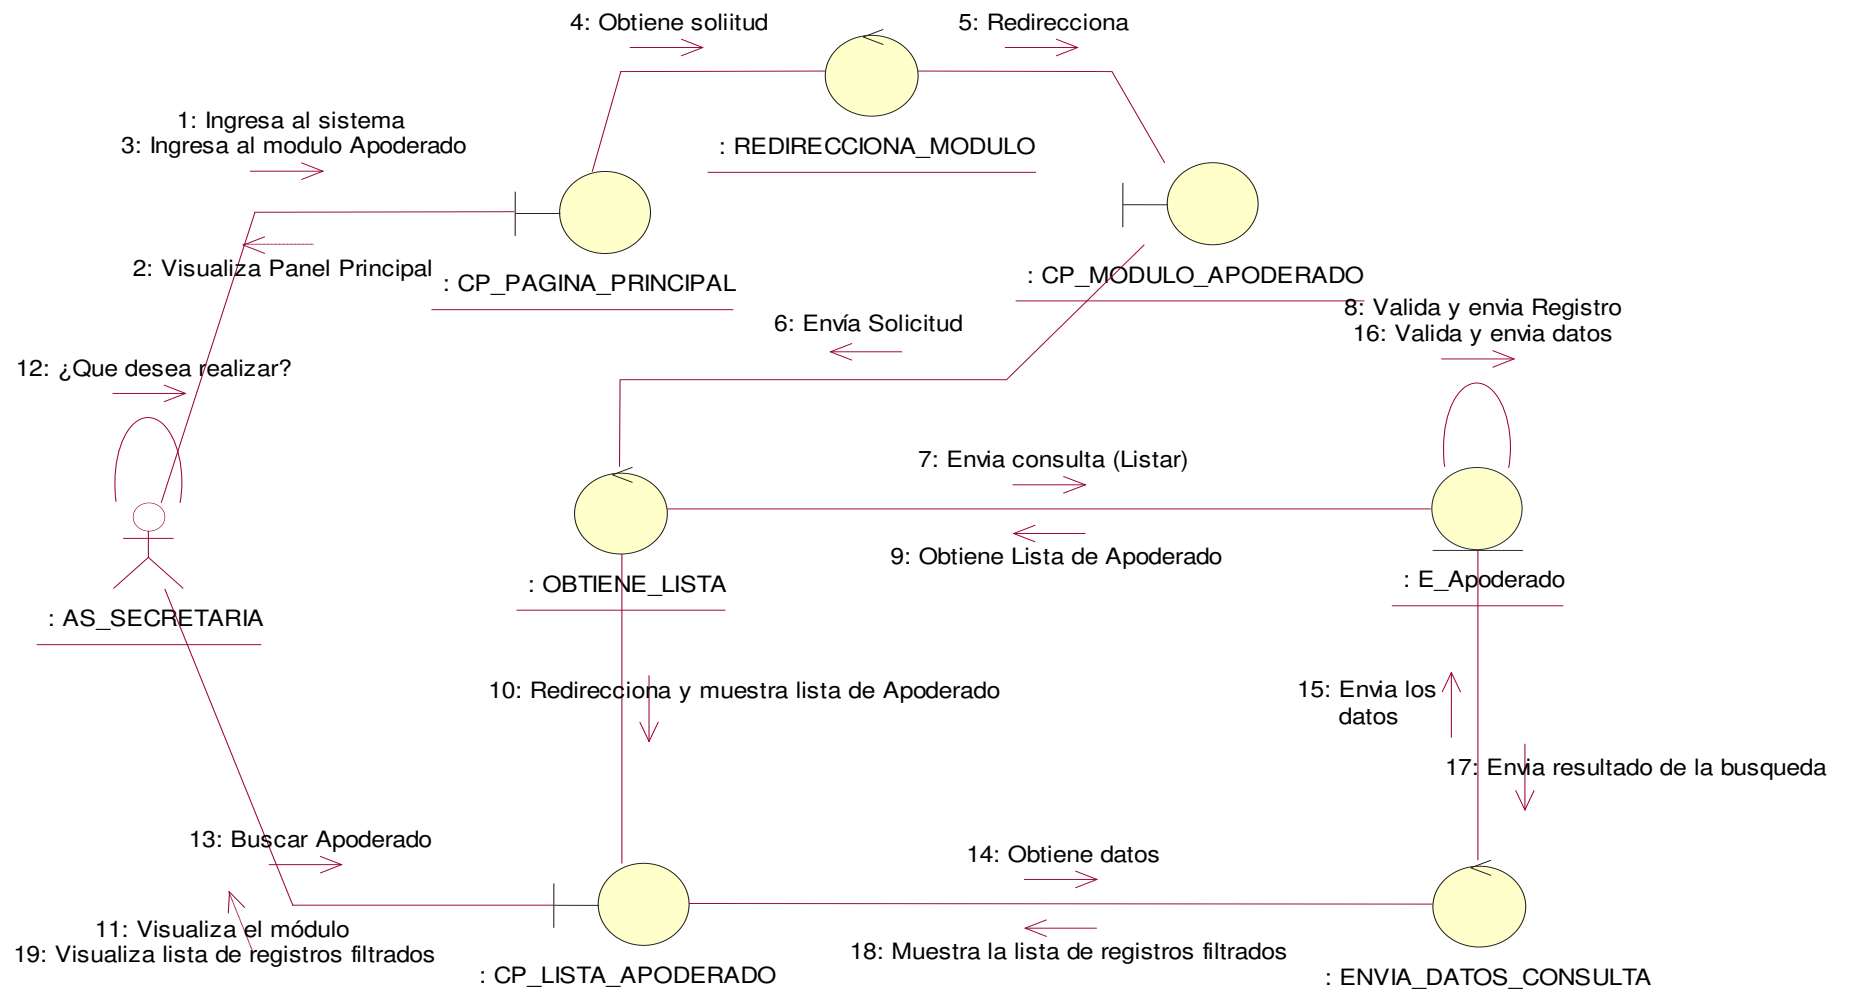 4: Obtiene soliitud
5: Redirecciona
1: Ingresa al sistema
3: Ingresa al modulo Apoderado
: REDIRECCIONA_MODULO
2: Visualiza Panel Principal
: CP_PAGINA_PRINCIPAL
: CP_MODULO_APODERADO
6: Envía Solicitud
8: Valida y envia Registro
16: Valida y envia datos
12: ¿Que desea realizar?
7: Envia consulta (Listar)
9: Obtiene Lista de Apoderado
: OBTIENE_LISTA
: E_Apoderado
: AS_SECRETARIA
10: Redirecciona y muestra lista de Apoderado
15: Envia los
datos
17: Envia resultado de la busqueda
13: Buscar Apoderado
14: Obtiene datos
11: Visualiza el módulo
19: Visualiza lista de registros filtrados
18: Muestra la lista de registros filtrados
: CP_LISTA_APODERADO
: ENVIA_DATOS_CONSULTA